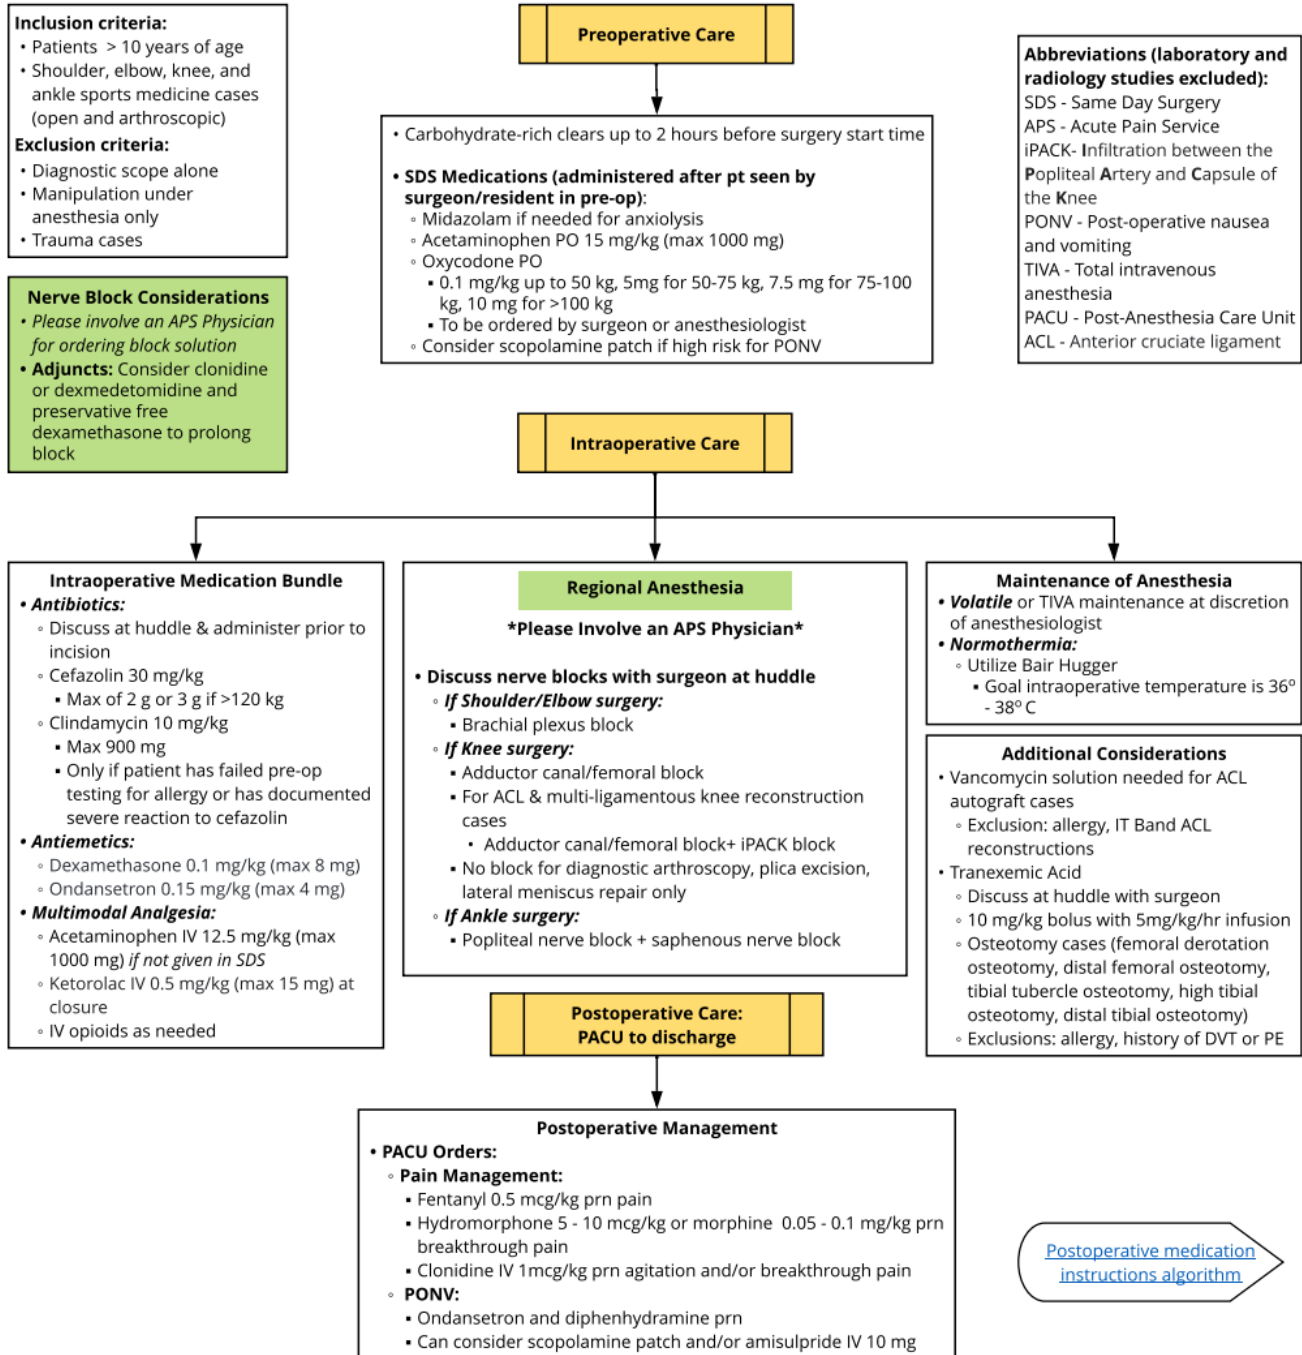 Inclusion criteria:
• Patients > 10 years of age
• Shoulder, elbow, knee, and
ankle sports medicine cases
(open and arthroscopic)
Exclusion criteria:
• Diagnostic scope alone
• Manipulation under
anesthesia only
• Trauma cases
Nerve Block Considerations
• Please involve an APS Physician
for ordering block solution
• Adjuncts: Consider clonidine
or dexmedetomidine and
preservative free
dexamethasone to prolong
block
Preoperative Care
• Carbohydrate-rich clears up to 2 hours before surgery start time
• SDS Medications (administered after pt seen by
surgeon/resident in pre-op):
◦ Midazolam if needed for anxiolysis
◦ Acetaminophen PO 15 mg/kg (max 1000 mg)
◦ Oxycodone PO
▪ 0.1 mg/kg up to 50 kg, 5mg for 50-75 kg, 7.5 mg for 75-100
kg, 10 mg for >100 kg
▪ To be ordered by surgeon or anesthesiologist
◦ Consider scopolamine patch if high risk for PONV
Abbreviations (laboratory and
radiology studies excluded):
SDS - Same Day Surgery
APS - Acute Pain Service
iPACK- Infiltration between the
Popliteal Artery and Capsule of
the Knee
PONV - Post-operative nausea
and vomiting
TIVA - Total intravenous
anesthesia
PACU - Post-Anesthesia Care Unit
ACL - Anterior cruciate ligament
Intraoperative Care
Intraoperative Medication Bundle
• Antibiotics:
◦ Discuss at huddle & administer prior to
incision
◦ Cefazolin 30 mg/kg
▪ Max of 2 g or 3 g if >120 kg
◦ Clindamycin 10 mg/kg
▪ Max 900 mg
▪ Only if patient has failed pre-op
testing for allergy or has documented
severe reaction to cefazolin
• Antiemetics:
◦ Dexamethasone 0.1 mg/kg (max 8 mg)
◦ Ondansetron 0.15 mg/kg (max 4 mg)
• Multimodal Analgesia:
◦ Acetaminophen IV 12.5 mg/kg (max
1000 mg) if not given in SDS
◦ Ketorolac IV 0.5 mg/kg (max 15 mg) at
closure
◦ IV opioids as needed
Regional Anesthesia
*Please Involve an APS Physician*
• Discuss nerve blocks with surgeon at huddle
◦ If Shoulder/Elbow surgery:
▪ Brachial plexus block
◦ If Knee surgery:
▪ Adductor canal/femoral block
▪ For ACL & multi-ligamentous knee reconstruction
cases
• Adductor canal/femoral block+ iPACK block
▪ No block for diagnostic arthroscopy, plica excision,
lateral meniscus repair only
◦ If Ankle surgery:
▪ Popliteal nerve block + saphenous nerve block
Maintenance of Anesthesia
• Volatile or TIVA maintenance at discretion
of anesthesiologist
• Normothermia:
◦ Utilize Bair Hugger
▪ Goal intraoperative temperature is 36º
- 38º C
Additional Considerations
• Vancomycin solution needed for ACL
autograft cases
◦ Exclusion: allergy, IT Band ACL
reconstructions
• Tranexemic Acid
◦ Discuss at huddle with surgeon
◦ 10 mg/kg bolus with 5mg/kg/hr infusion
◦ Osteotomy cases (femoral derotation
osteotomy, distal femoral osteotomy,
tibial tubercle osteotomy, high tibial
osteotomy, distal tibial osteotomy)
◦ Exclusions: allergy, history of DVT or PE
Postoperative Care:
PACU to discharge
Postoperative Management
• PACU Orders:
◦ Pain Management:
▪ Fentanyl 0.5 mcg/kg prn pain
▪ Hydromorphone 5 - 10 mcg/kg or morphine 0.05 - 0.1 mg/kg prn
breakthrough pain
▪ Clonidine IV 1mcg/kg prn agitation and/or breakthrough pain
◦ PONV:
▪ Ondansetron and diphenhydramine prn
▪ Can consider scopolamine patch and/or amisulpride IV 10 mg
Postoperative medication
instructions algorithm